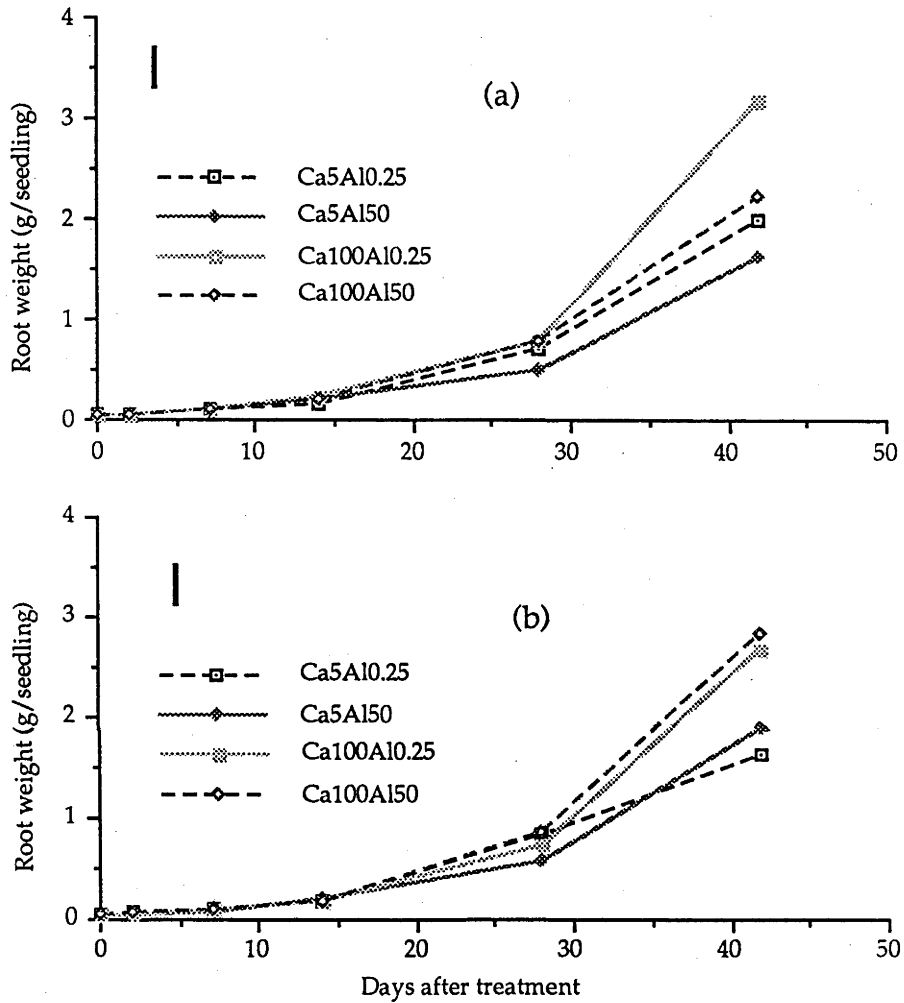 4
(a)
3
Ca5Al0.25
2
Ca5Al50
Ca100Al0.25
Ca100Al50
1
0
Root weight (g/seedling)
0 10 20 30 40 50
4
3
(b)
Ca5Al0.25
2
Ca5Al50
Ca100Al0.25
Ca100Al50
1
0
Root weight (g/seedling)
0 10 20 30 40 50
Days after treatment